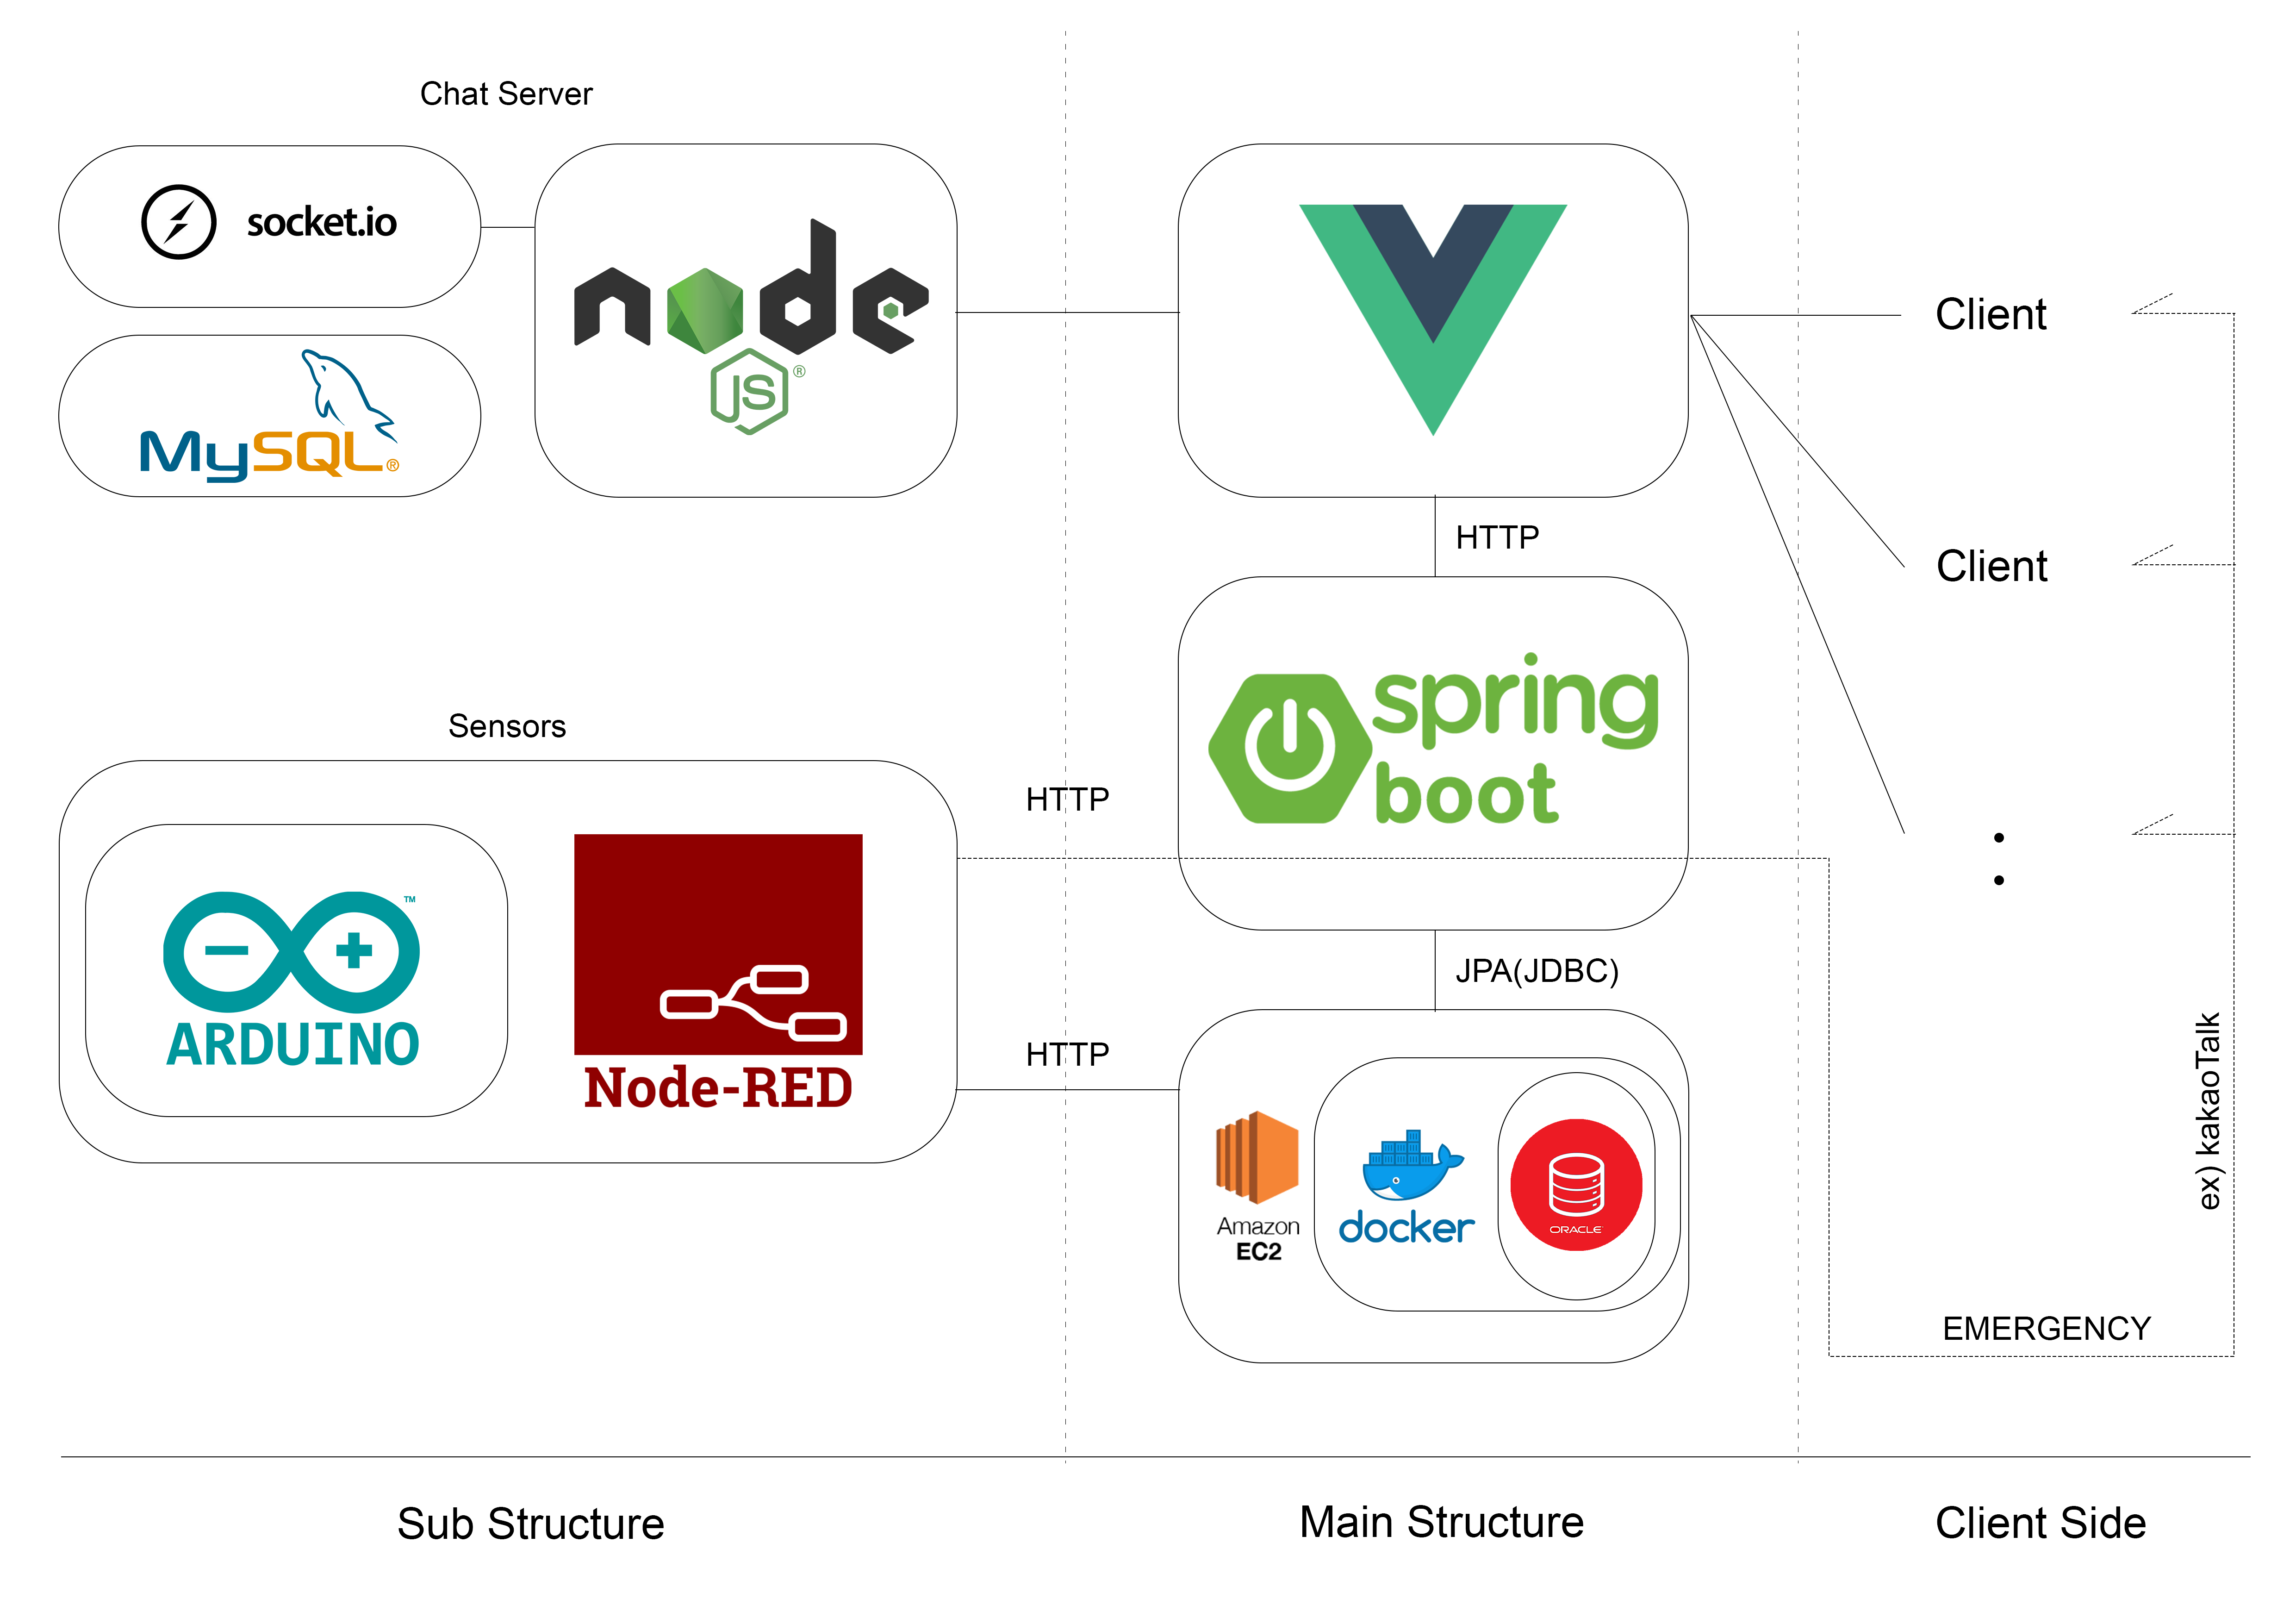 Chat Server
socket.io
node
JS®
MySQL®
HTTP
Client
Client
Sensors
spring
boot
HTTP
:
ARDUINO™
Node-RED
JPA(JDBC)
HTTP
Amazon
EC2
docker
ORACLE
ex) kakaoTalk
EMERGENCY
Sub Structure
Main Structure
Client Side